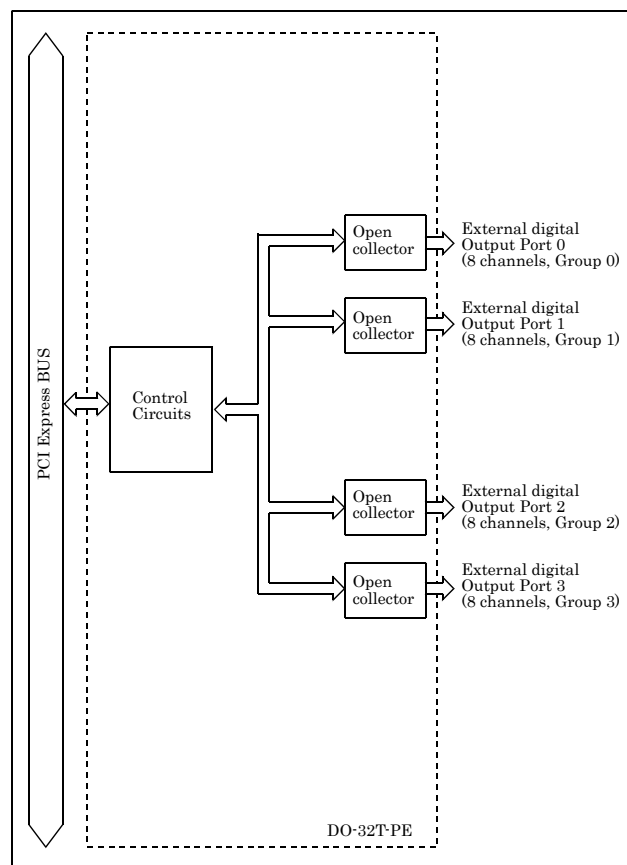 PCI Express BUS
Control
Circuits
Open
collector
External digital
Output Port 0
(8 channels, Group 0)
Open
collector
External digital
Output Port 1
(8 channels, Group 1)
Open
collector
External digital
Output Port 2
(8 channels, Group 2)
Open
collector
External digital
Output Port 3
(8 channels, Group 3)
DO-32T-PE